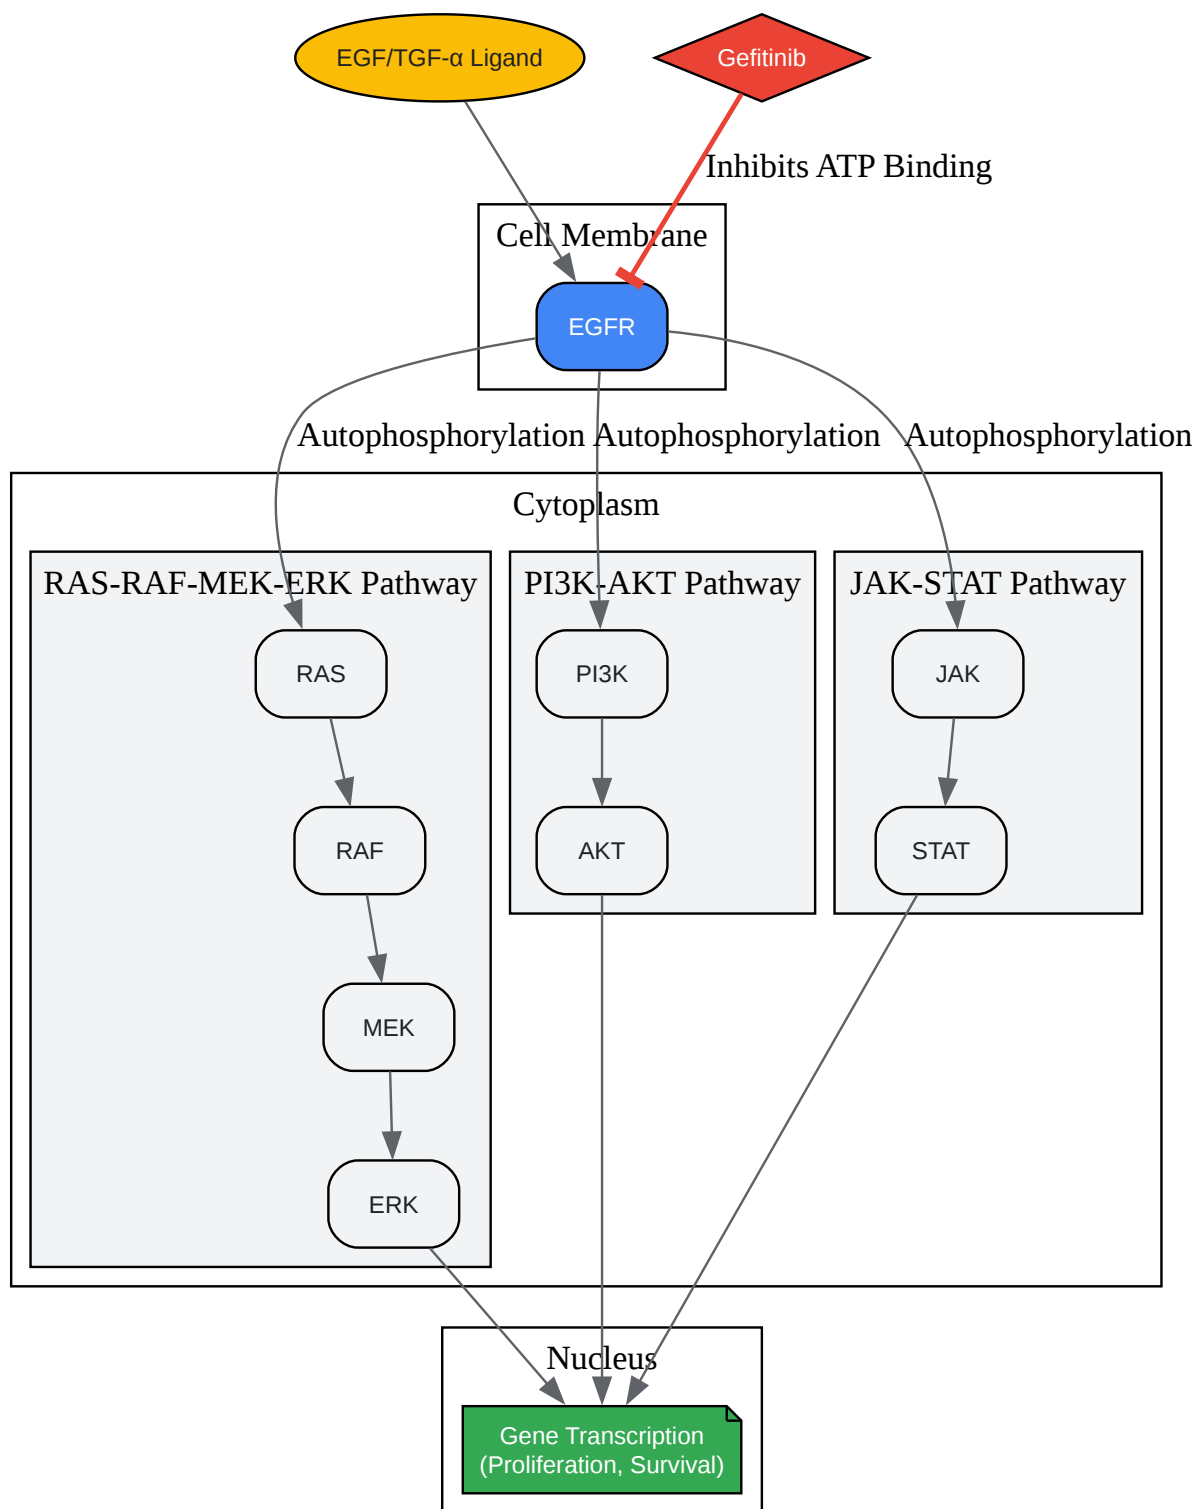 EGF/TGF-α Ligand
Gefitinib
Inhibits ATP Binding
Cell Membrane
EGFR
Autophosphorylation
Autophosphorylation
Autophosphorylation
Cytoplasm
RAS-RAF-MEK-ERK Pathway
PI3K-AKT Pathway
JAK-STAT Pathway
RAS
PI3K
JAK
RAF
AKT
STAT
MEK
ERK
Nucleus
Gene Transcription
(Proliferation, Survival)